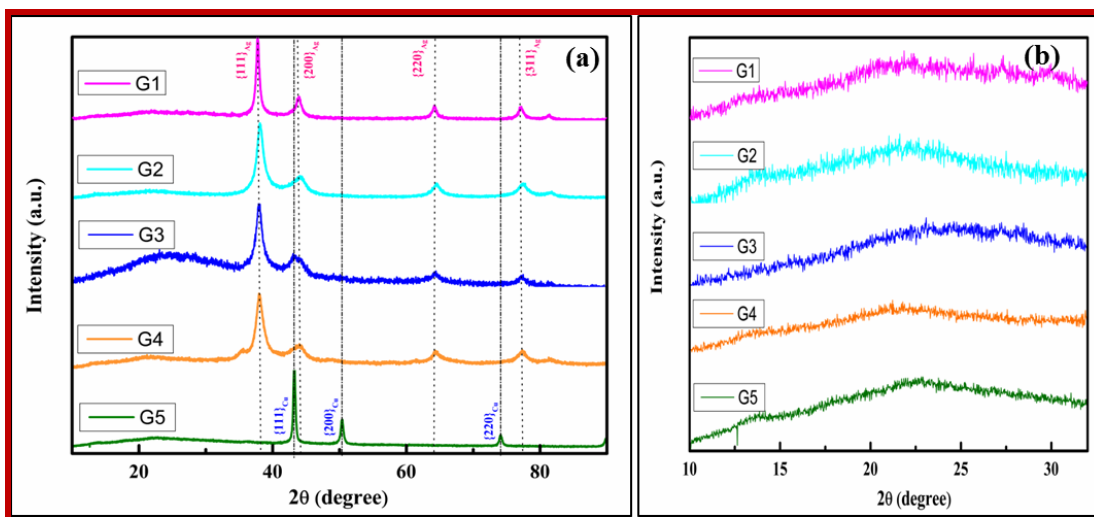 (a)
{111}Ag
{200}Ag
{220}Ag
{311}Ag
G1
G2
G3
G4
G5
{111}Cu
{200}Cu
{220}Cu
Intensity (a.u.)
20
40
60
80
2θ (degree)
(b)
G1
G2
G3
G4
G5
Intensity (a.u.)
10
15
20
25
30
2θ (degree)